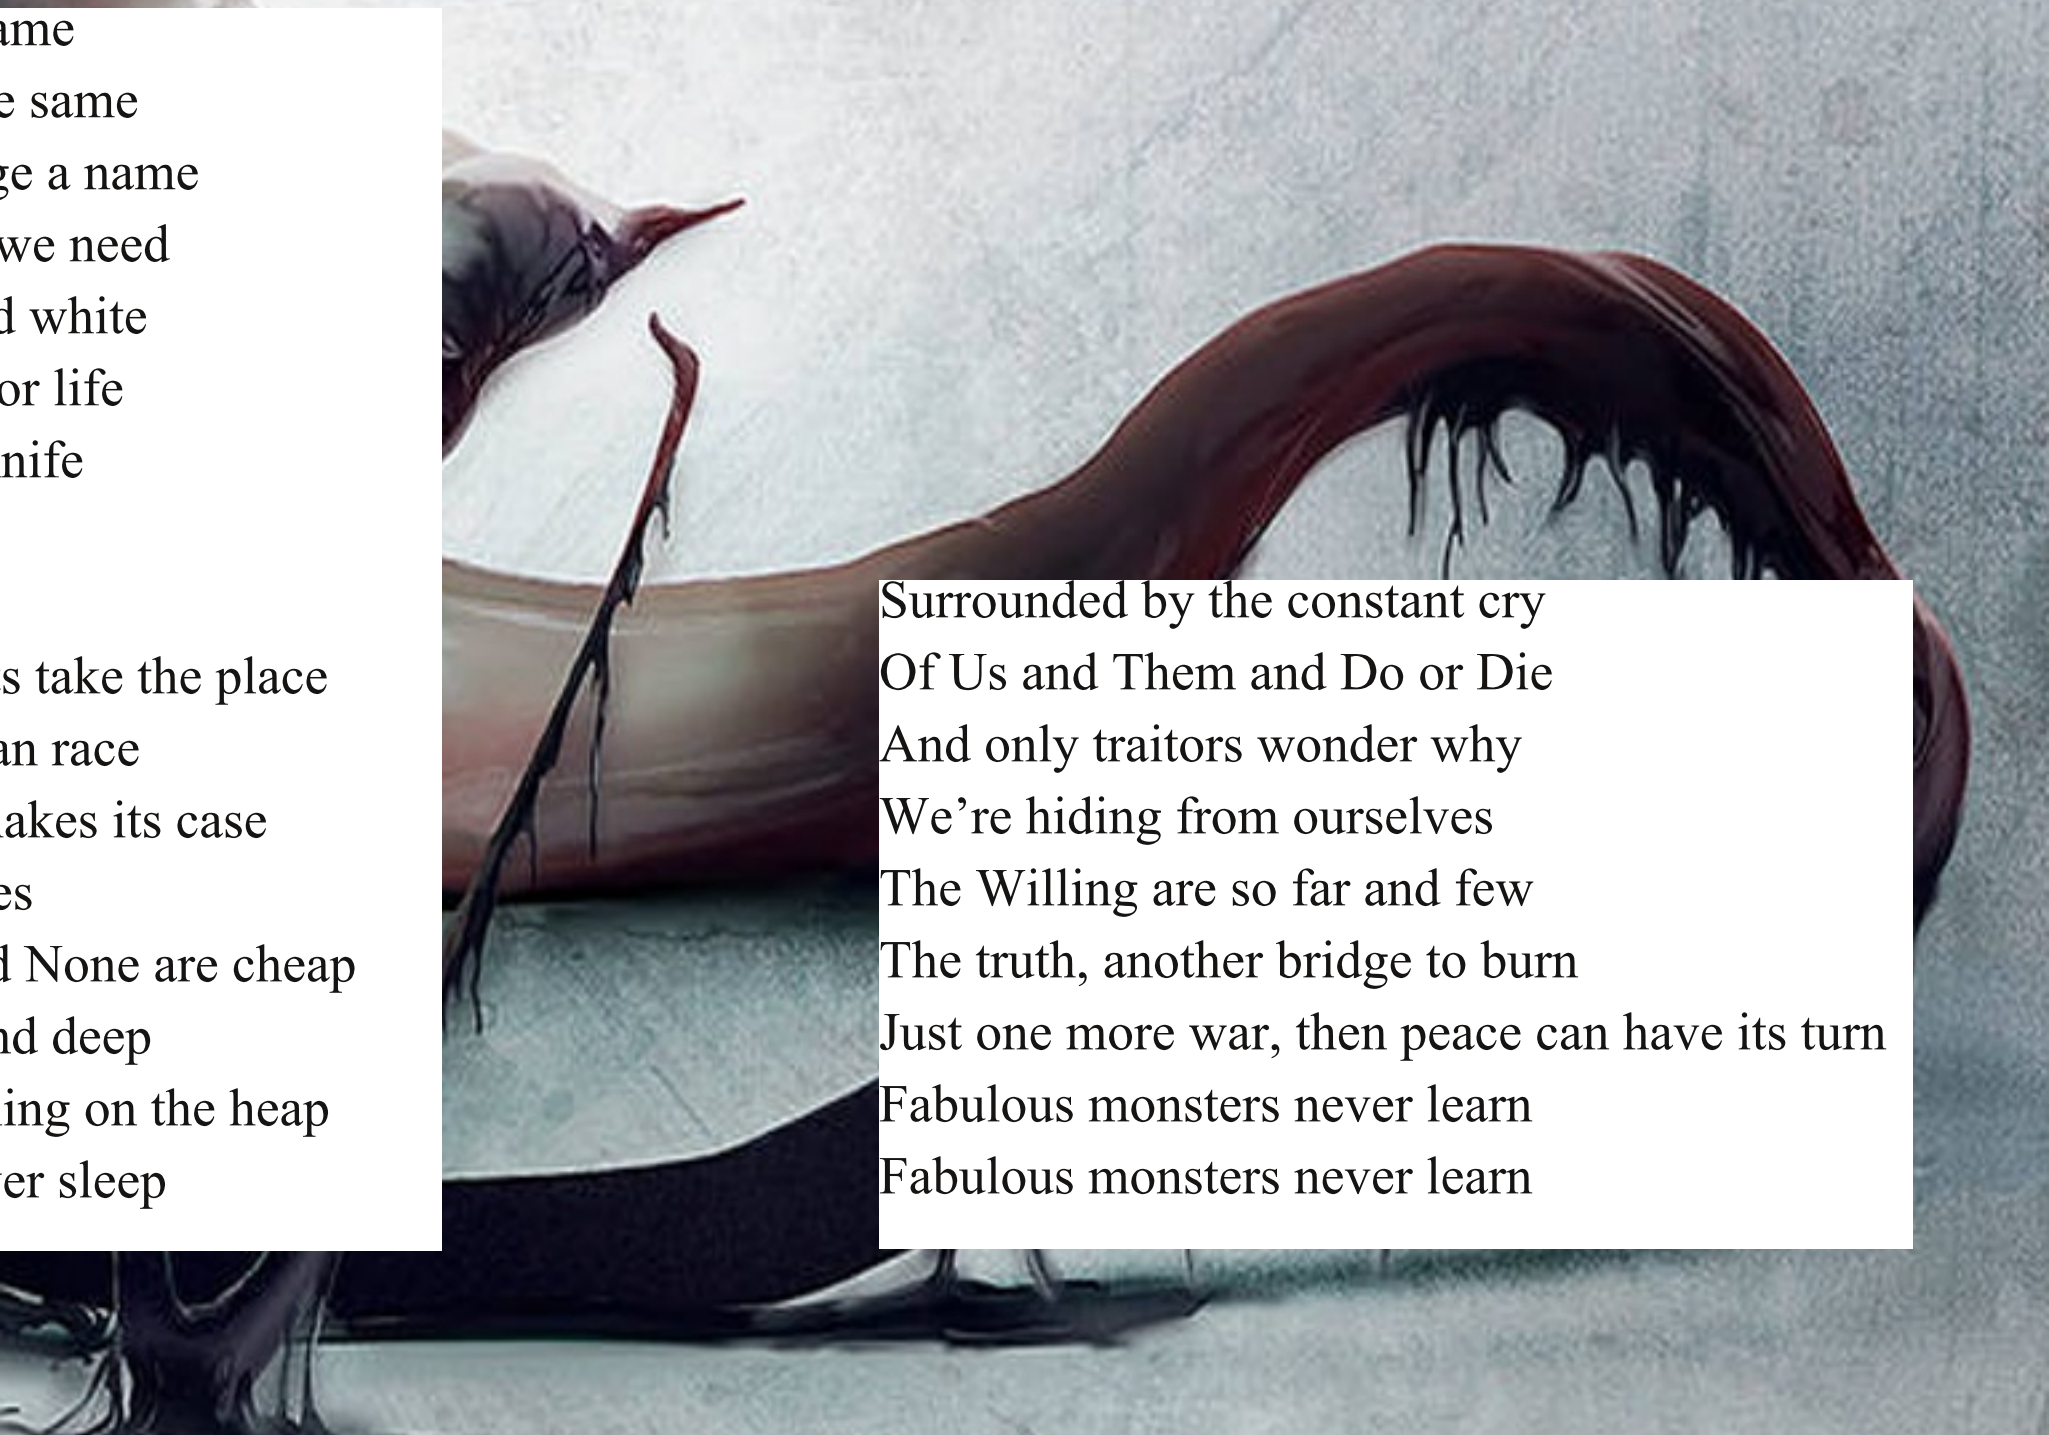 ame
e same
ge a name
we need
d white
or life
nife
ts take the place
an race
akes its case
es
d None are cheap
nd deep
ing on the heap
er sleep
Surrounded by the constant cry
Of Us and Them and Do or Die
And only traitors wonder why
We’re hiding from ourselves
The Willing are so far and few
The truth, another bridge to burn
Just one more war, then peace can have its turn
Fabulous monsters never learn
Fabulous monsters never learn